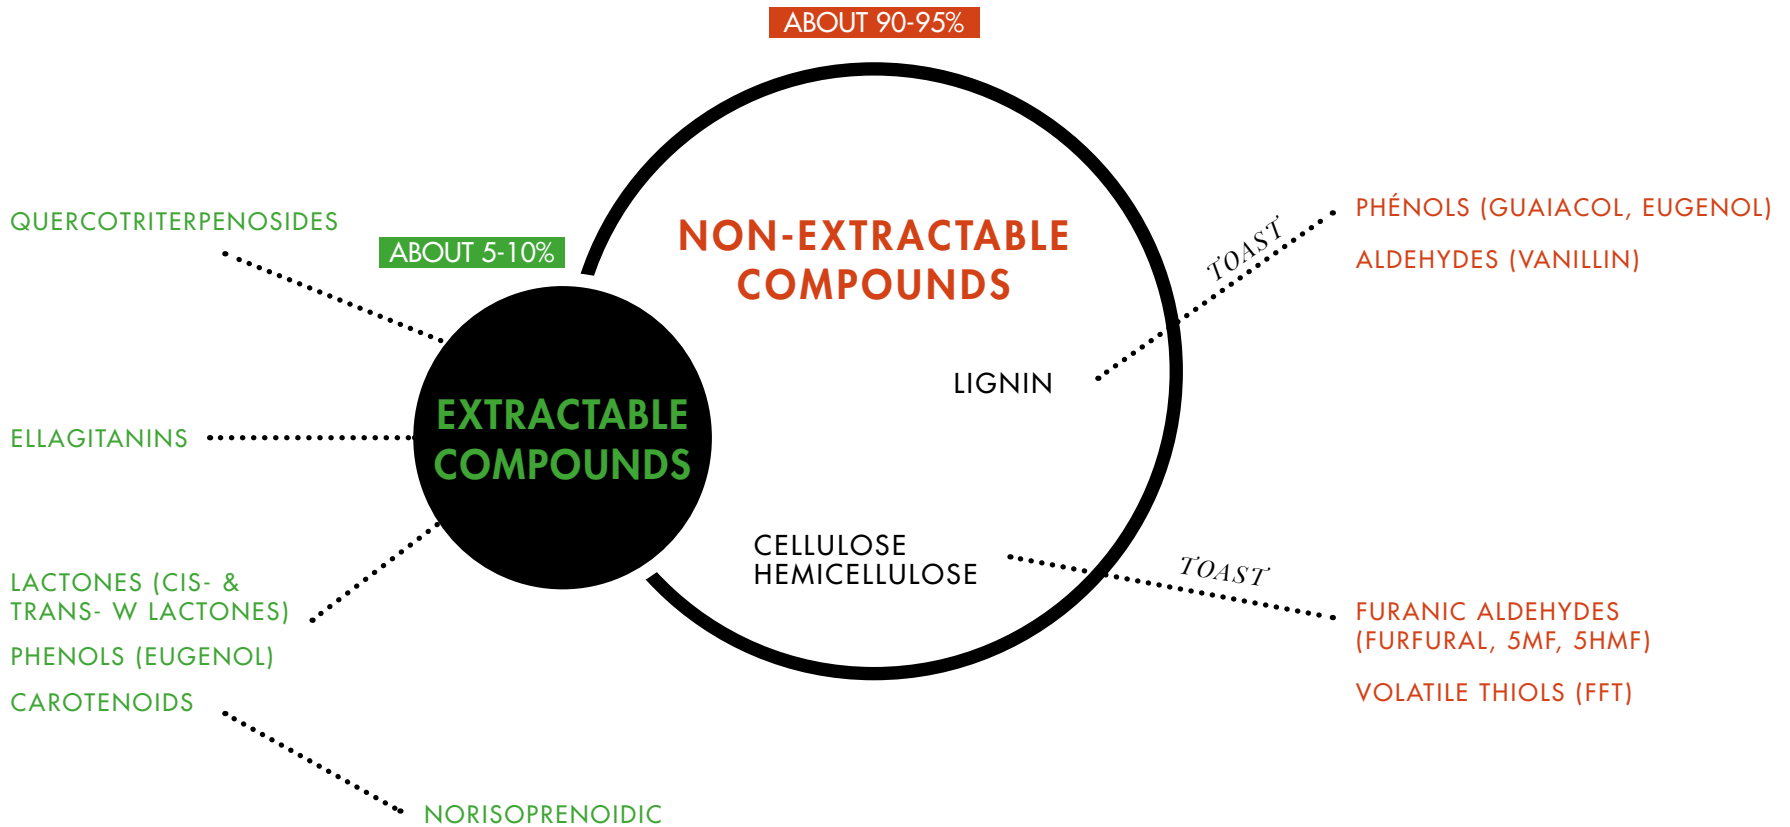 ABOUT 90-95%
NON-EXTRACTABLE
COMPOUNDS
ABOUT 5-10%
EXTRACTABLE
COMPOUNDS
QUERCOTRITERPENOSIDES
ELLAGITANINS
LACTONES (CIS- &
TRANS- W LACTONES)
PHENOLS (EUGENOL)
CAROTENOIDS
NORISOPRENOIDIC
LIGNIN
TOAST
PHÉNOLS (GUAIACOL, EUGENOL)
ALDEHYDES (VANILLIN)
CELLULOSE
HEMICELLULOSE
TOAST
FURANIC ALDEHYDES
(FURFURAL, 5MF, 5HMF)
VOLATILE THIOLS (FFT)